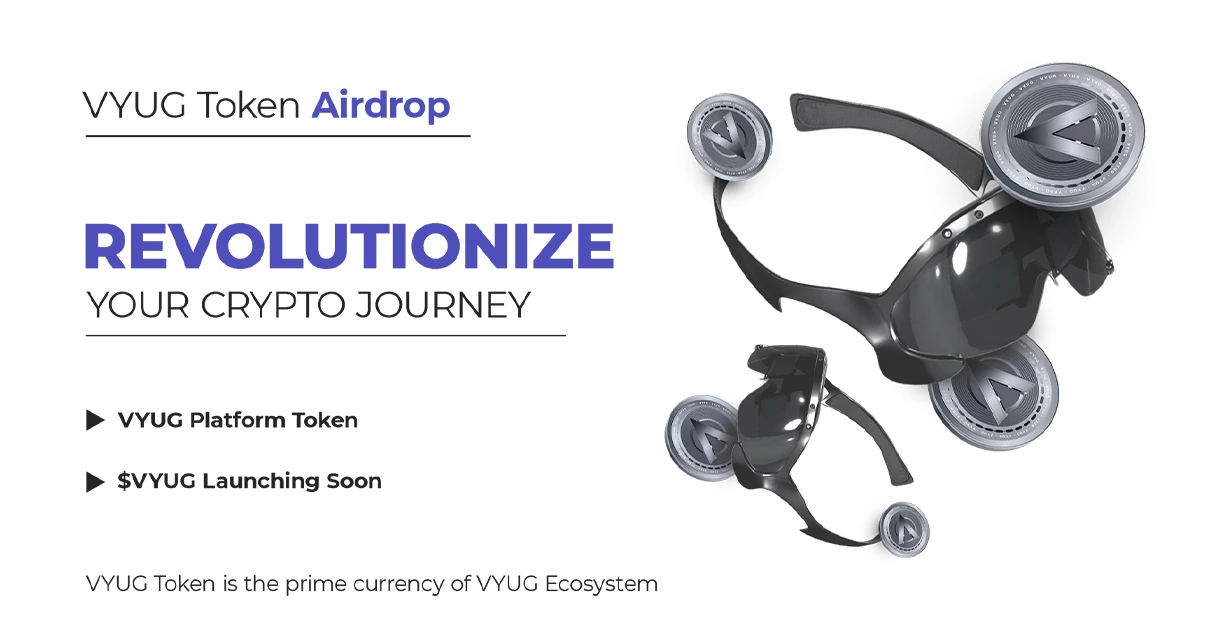 VYUG Token Airdrop
REVOLUTIONIZE
YOUR CRYPTO JOURNEY
VYUG Platform Token
$VYUG Launching Soon
VYUG Token is the prime currency of VYUG Ecosystem